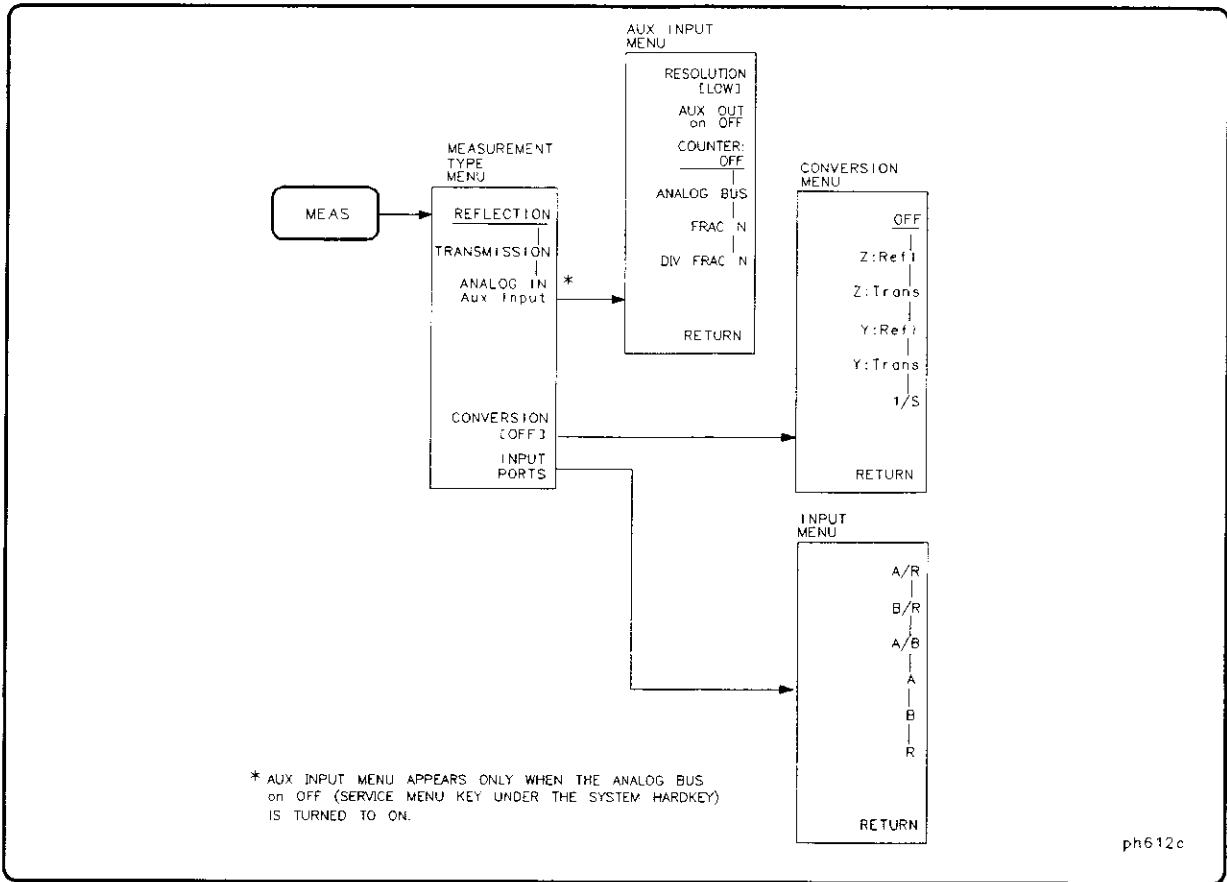 MEAS
MEASUREMENT
TYPE
MENU
REFLECTION
TRANSMISSION
ANALOG IN
Aux Input
*
CONVERSION
[OFF]
INPUT
PORTS
AUX INPUT
MENU
RESOLUTION
[LOW]
AUX OUT
on OFF
COUNTER:
OFF
ANALOG BUS
FRAC N
DIV FRAC N
RETURN
CONVERSION
MENU
OFF
Z:Refl
Z:Trans
Y:Refl
Y:Trans
1/S
RETURN
INPUT
MENU
A/R
B/R
A/B
A
B
R
RETURN
* AUX INPUT MENU APPEARS ONLY WHEN THE ANALOG BUS
on OFF (SERVICE MENU KEY UNDER THE SYSTEM HARDKEY)
IS TURNED TO ON.
ph612c